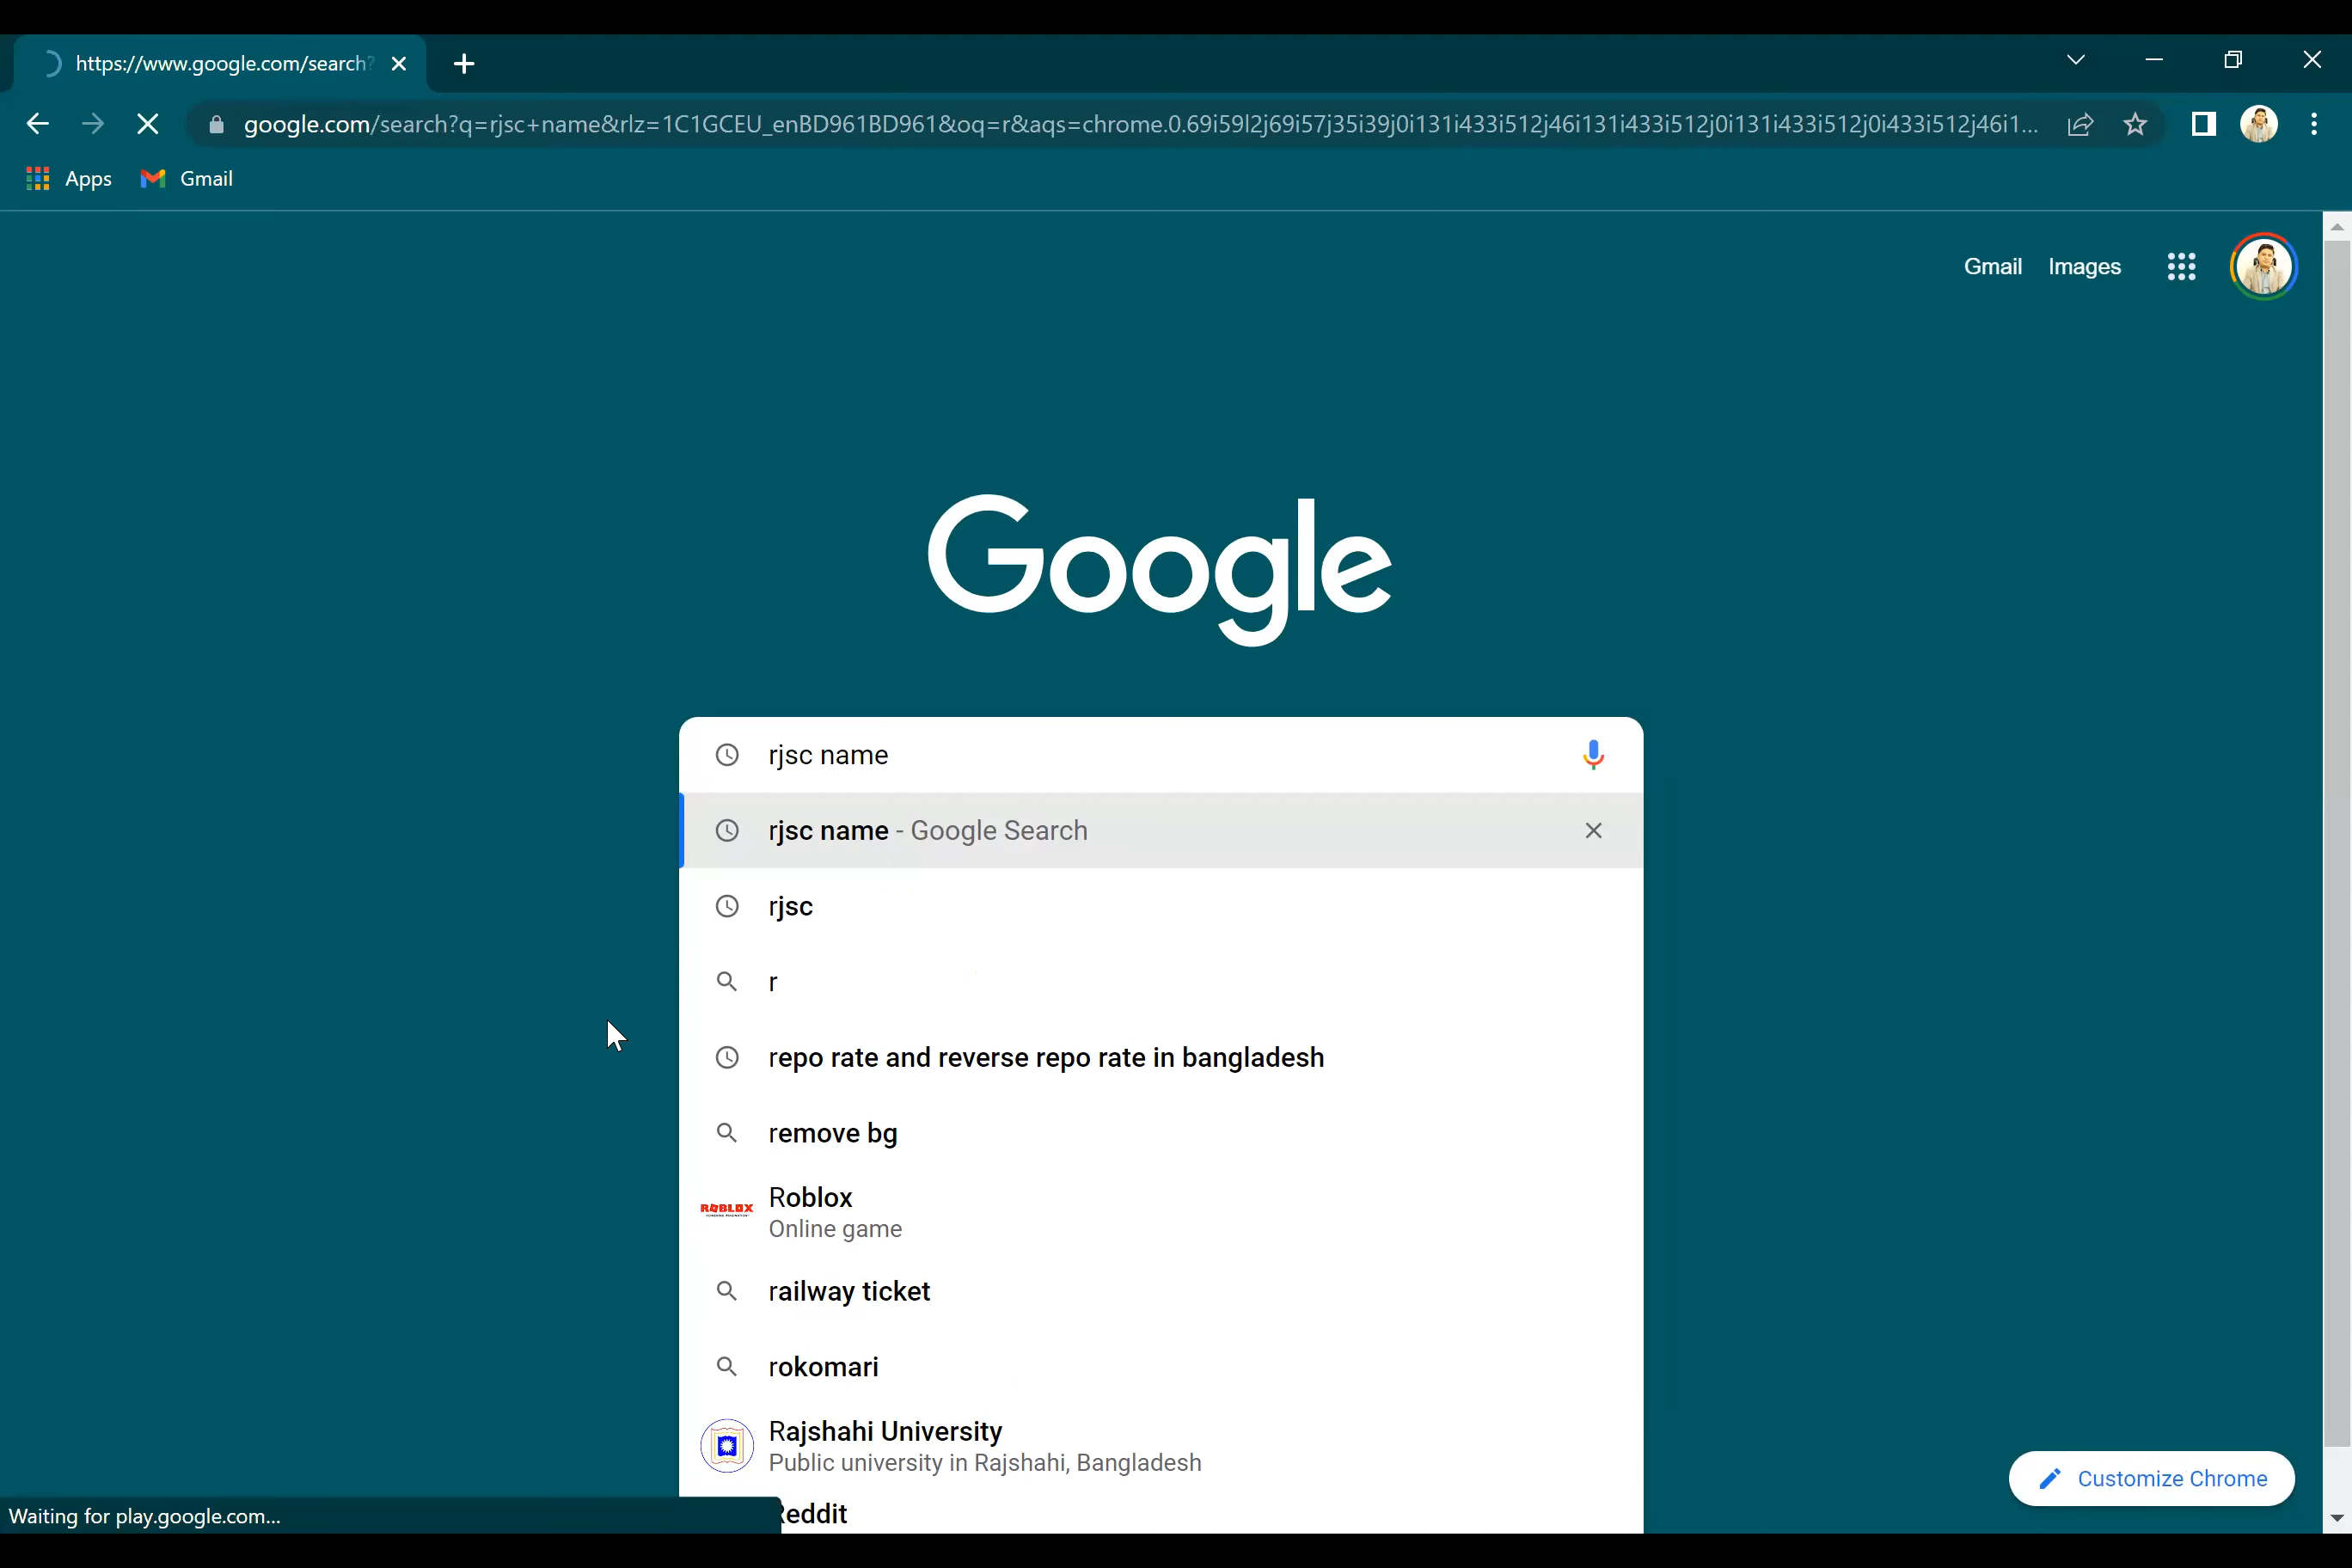 https://www.google.com/search?
google.com/search?q=rjsc+name&rlz=1C1GCEU_enBD961BD961&oq=r&aqs=chrome.0.69i59l2j69i57j35i39j0i131i433i512j46i131i433i512j0i131i433i512j0i433i512j46i1...
Apps Gmail
Gmail Images
Google
rjsc name
rjsc name - Google Search
rjsc
r
repo rate and reverse repo rate in bangladesh
remove bg
ROBLOX
Roblox
Online game
railway ticket
rokomari
Rajshahi University
Public university in Rajshahi, Bangladesh
Customize Chrome
Reddit
Waiting for play.google.com...